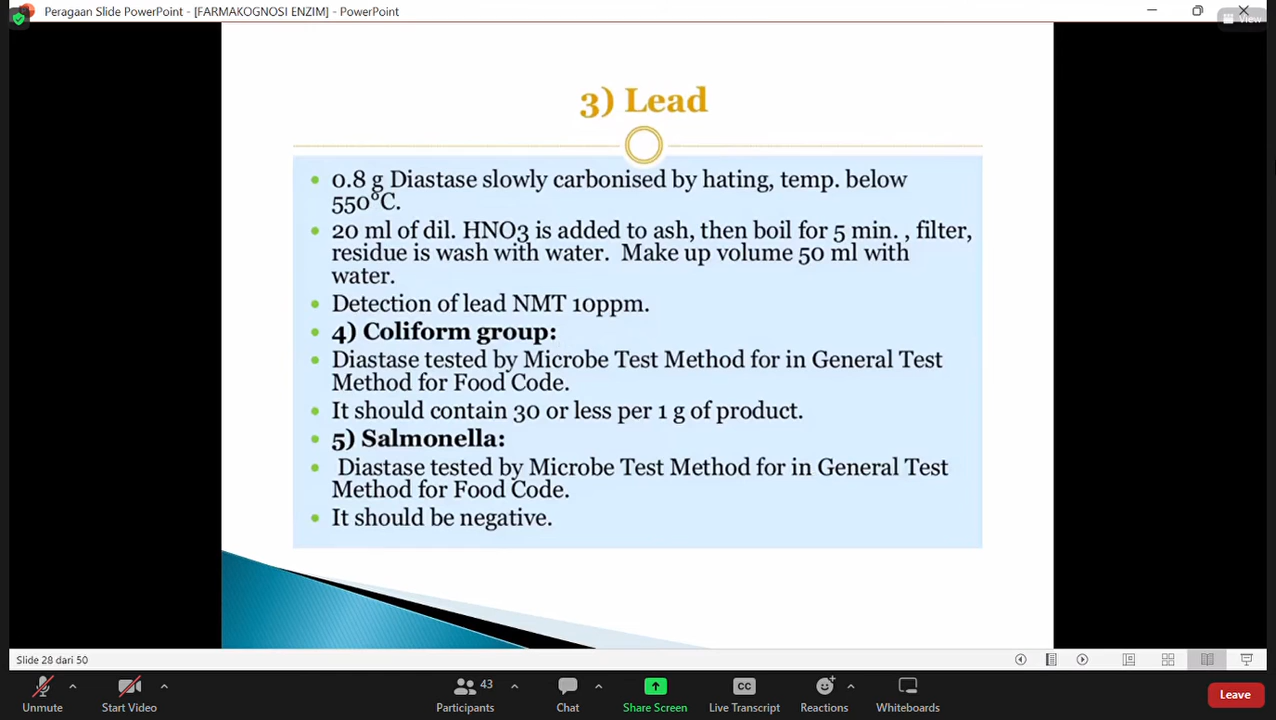 Peragaan Slide PowerPoint - [FARMAKOGNOSI ENZIM] - PowerPoint
View
3) Lead
• 0.8 g Diastase slowly carbonised by hating, temp. below
550°C.
• 20 ml of dil. HNO3 is added to ash, then boil for 5 min. , filter,
residue is wash with water. Make up volume 50 ml with
water.
• Detection of lead NMT 10ppm.
• 4) Coliform group:
• Diastase tested by Microbe Test Method for in General Test
Method for Food Code.
• It should contain 30 or less per 1 g of product.
• 5) Salmonella:
• Diastase tested by Microbe Test Method for in General Test
Method for Food Code.
• It should be negative.
Slide 28 dari 50
43
CC
Unmute Start Video Participants Chat Share Screen Live Transcript Reactions Whiteboards Leave